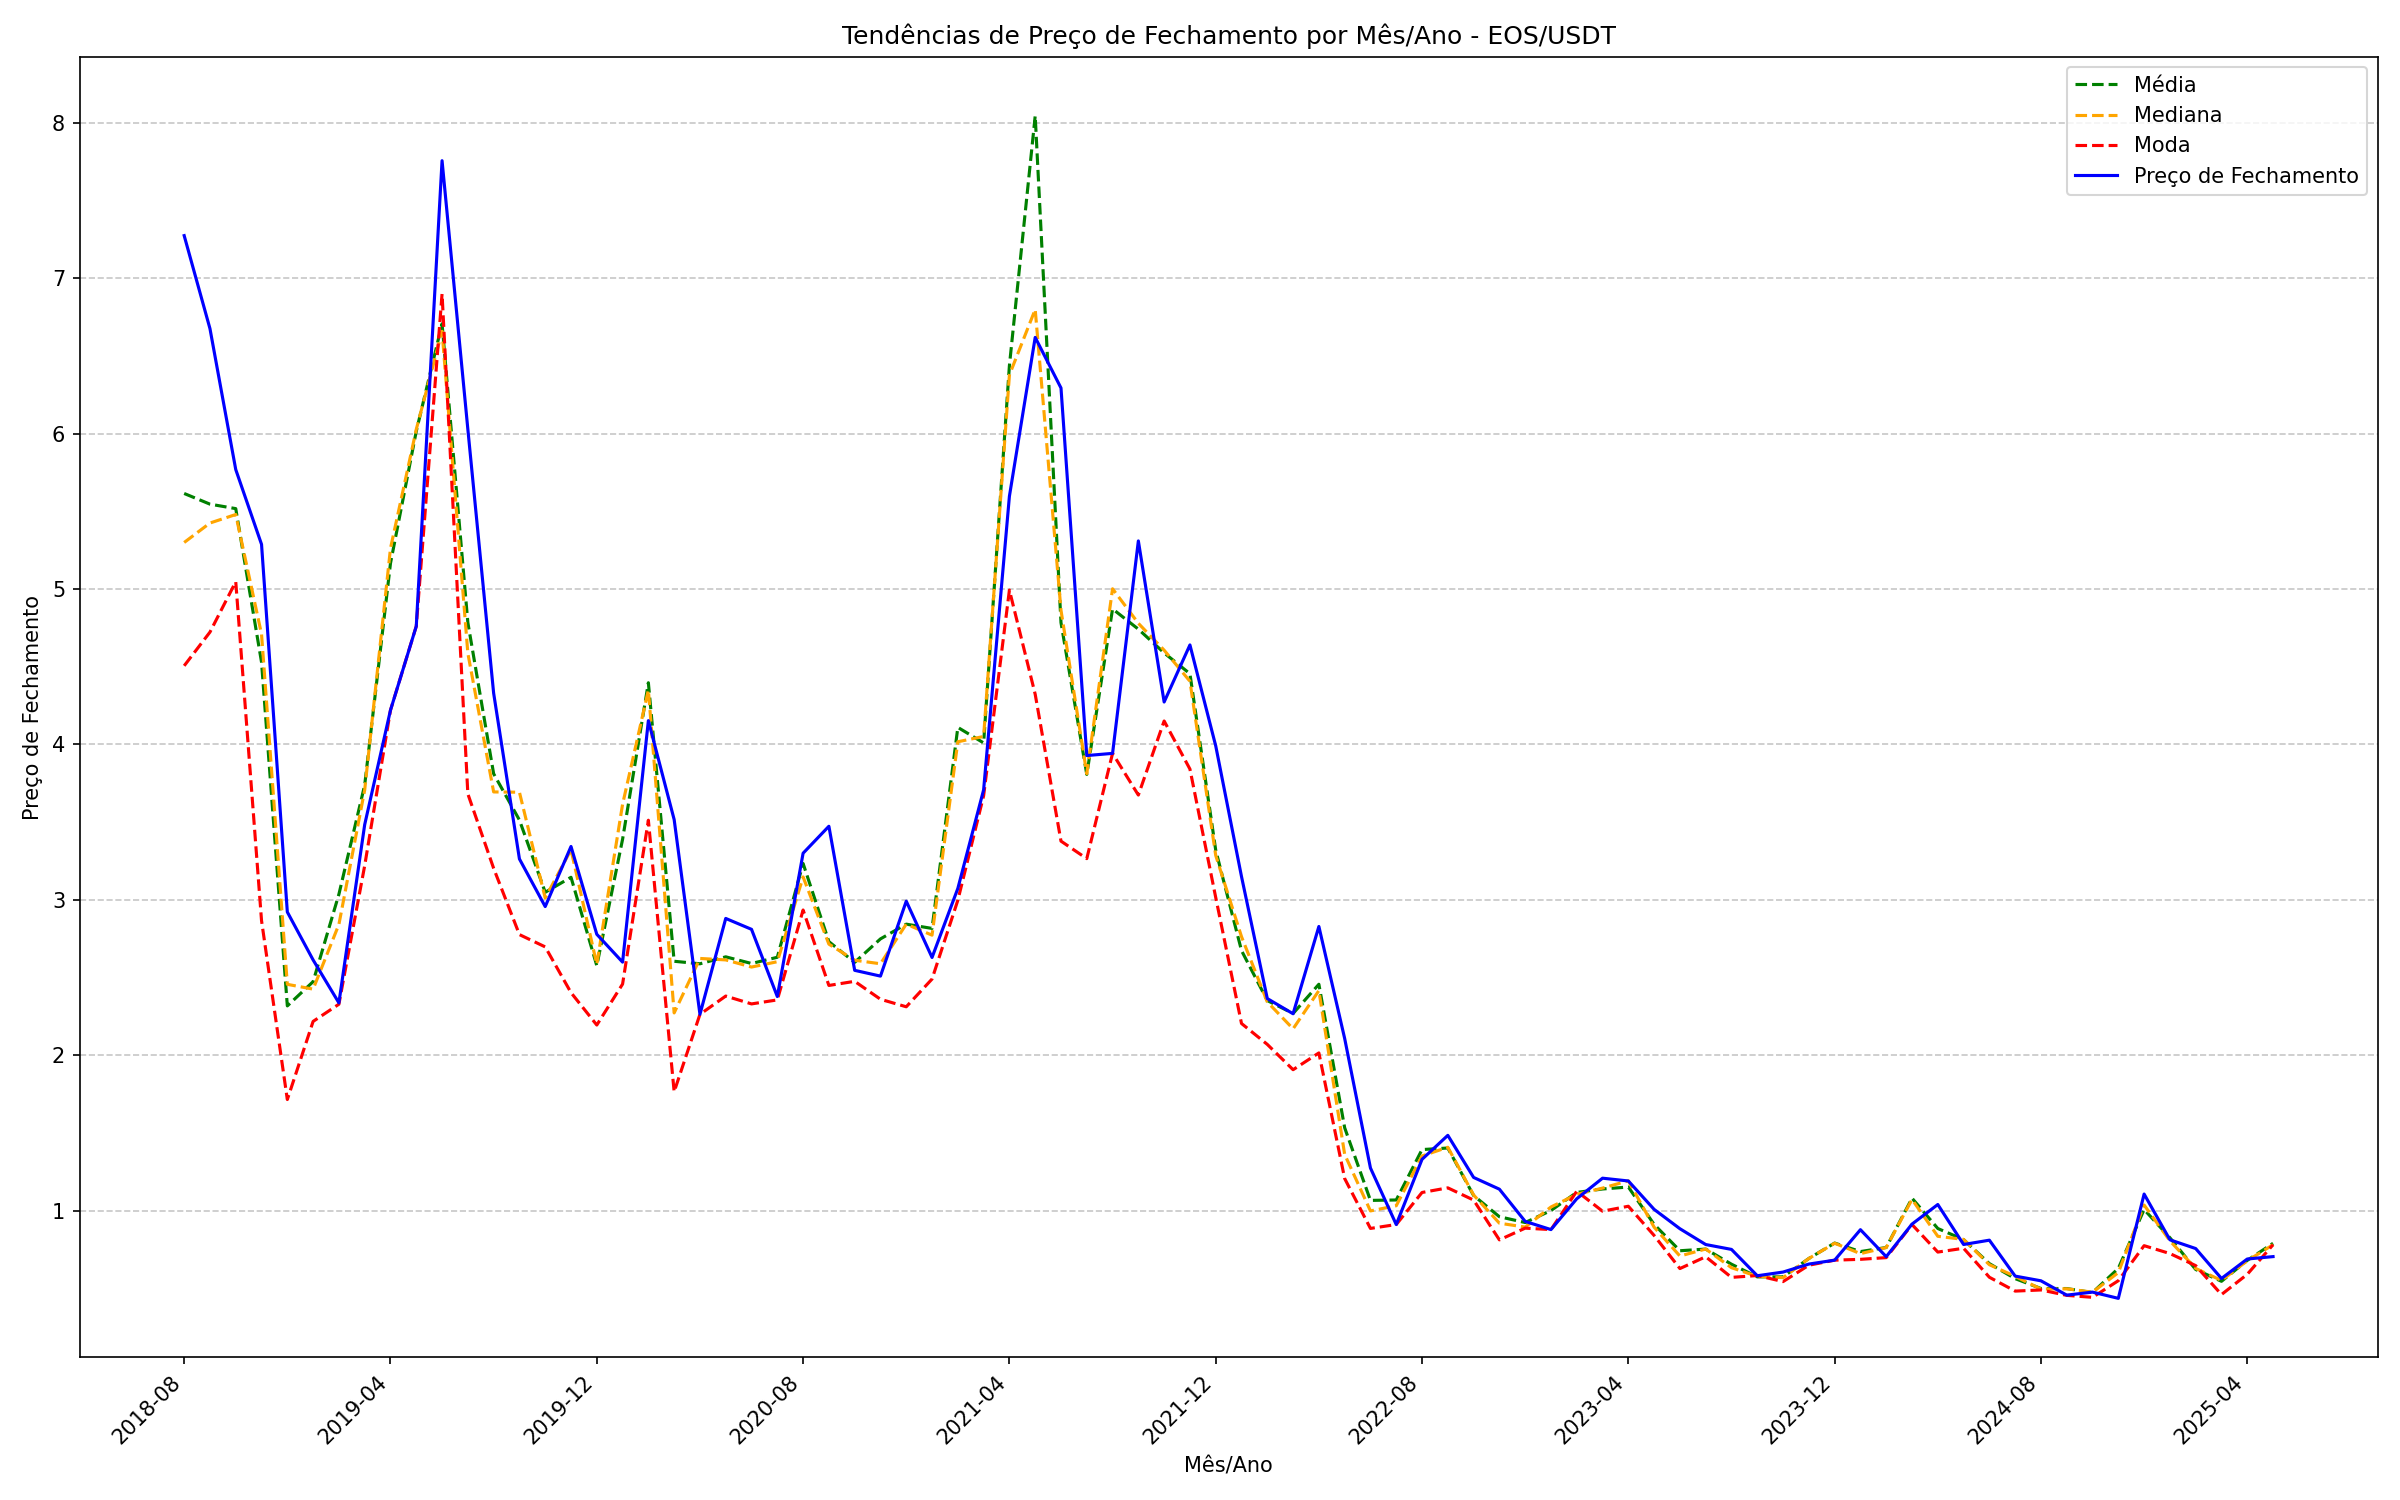 Tendências de Preço de Fechamento por Mês/Ano - EOS/USDT
Média
Mediana
Moda
Preço de Fechamento
Preço de Fechamento
8
7
6
5
4
3
2
1
2018-08
2019-04
2019-12
2020-08
2021-04
2021-12
2022-08
2023-04
2023-12
2024-08
2025-04
Mês/Ano